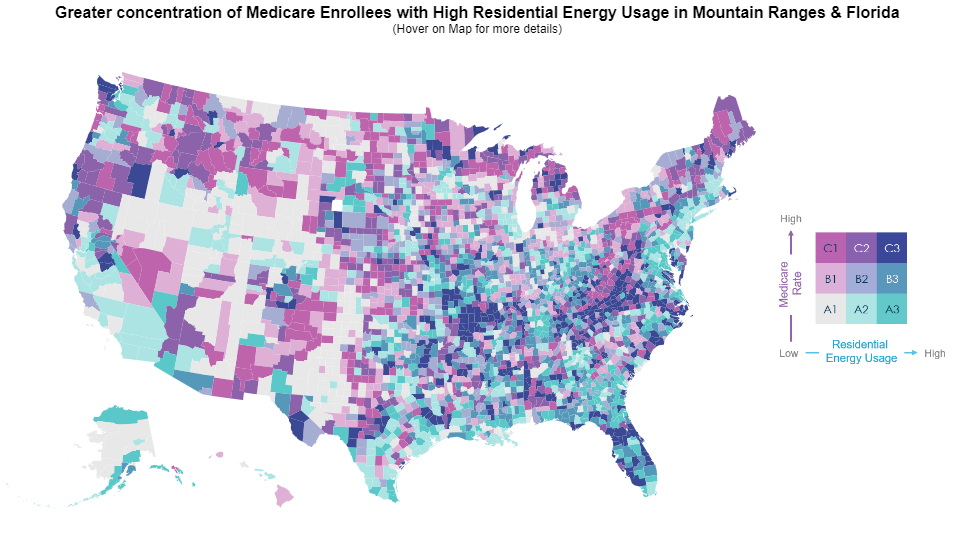 Greater concentration of Medicare Enrollees with High Residential Energy Usage in Mountain Ranges & Florida
(Hover on Map for more details)
High
Medicare
Rate
C1 C2 C3
B1 B2 B3
A1 A2 A3
Low
Residential
Energy Usage
High